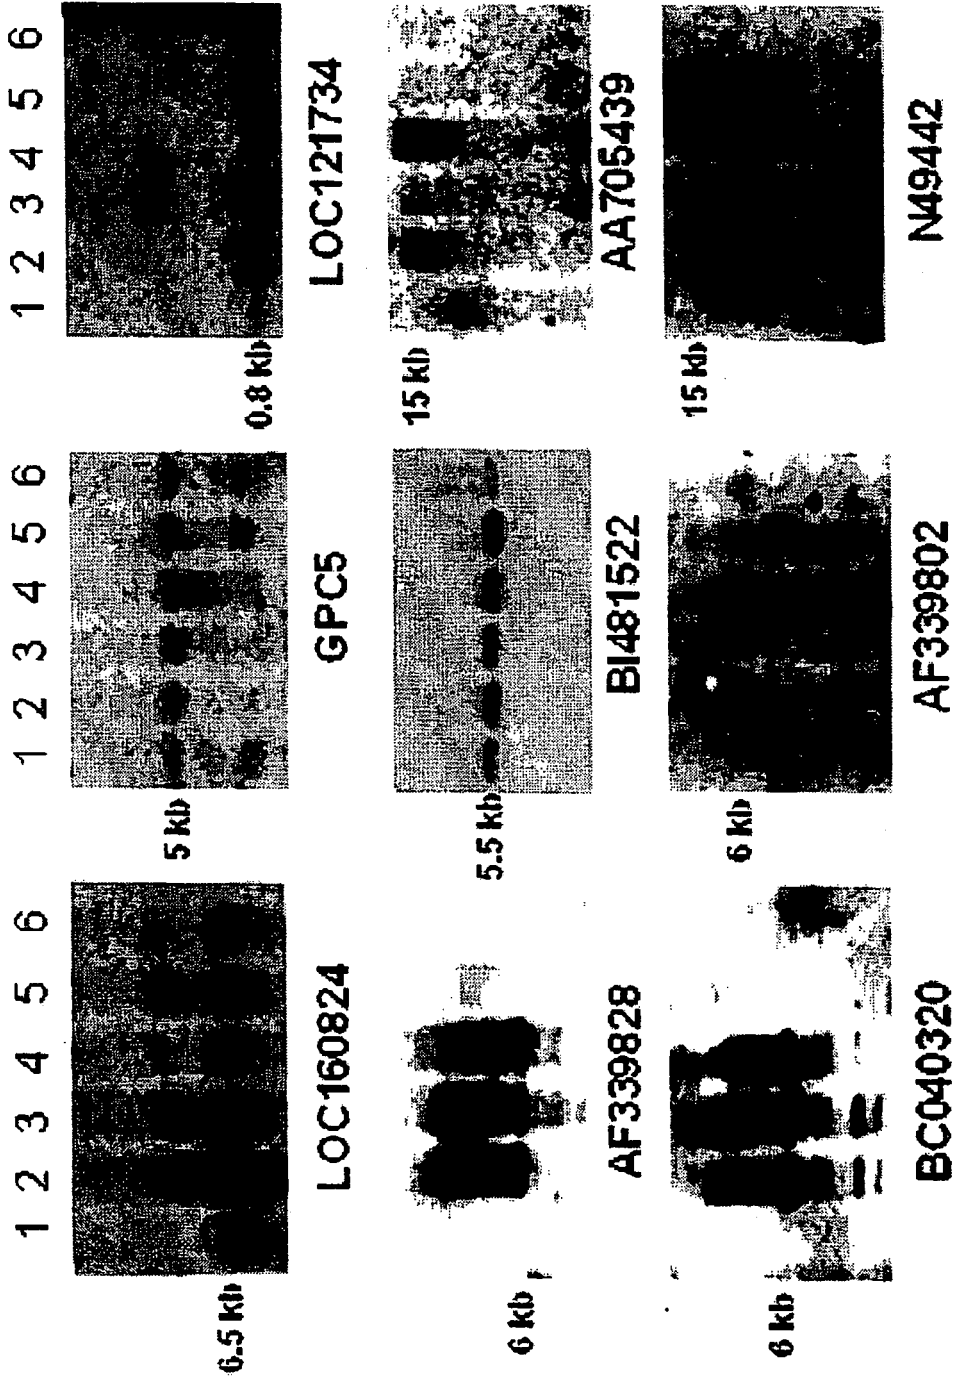 1 2 3 4 5 6
6.5 kb
LOC160824
6 kb
AF339828
6 kb
BC040320
1 2 3 4 5 6
5 kb
GPC5
5.5 kb
BI481522
6 kb
AF339802
1 2 3 4 5 6
0.8 kb
LOC121734
15 kb
AA705439
15 kb
N49442